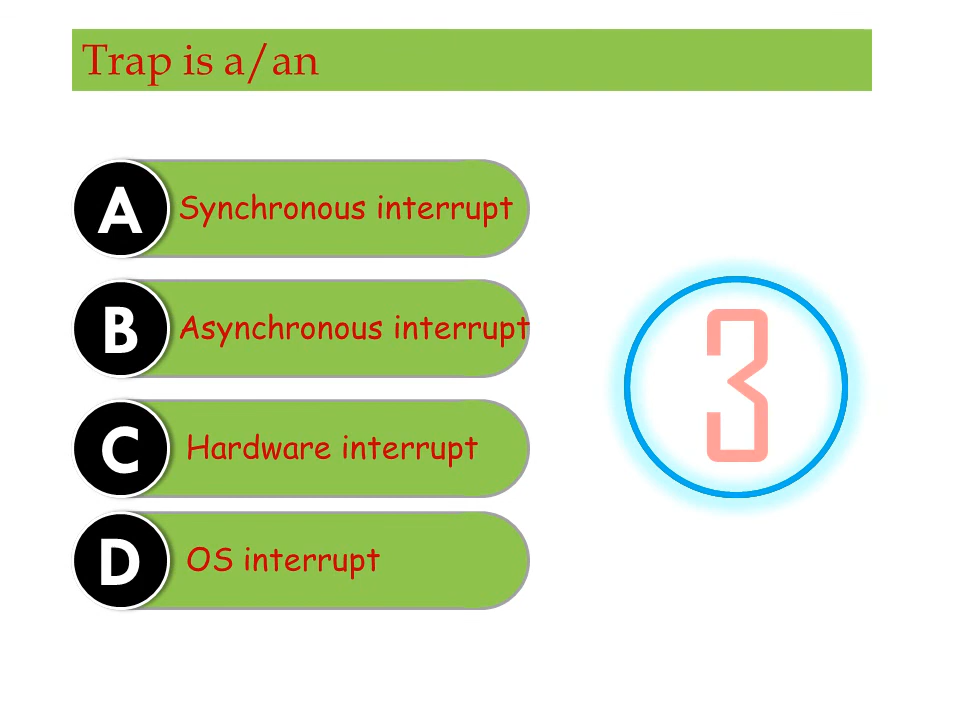 Trap is a/an
A Synchronous interrupt
B Asynchronous interrupt
C Hardware interrupt
D OS interrupt
3